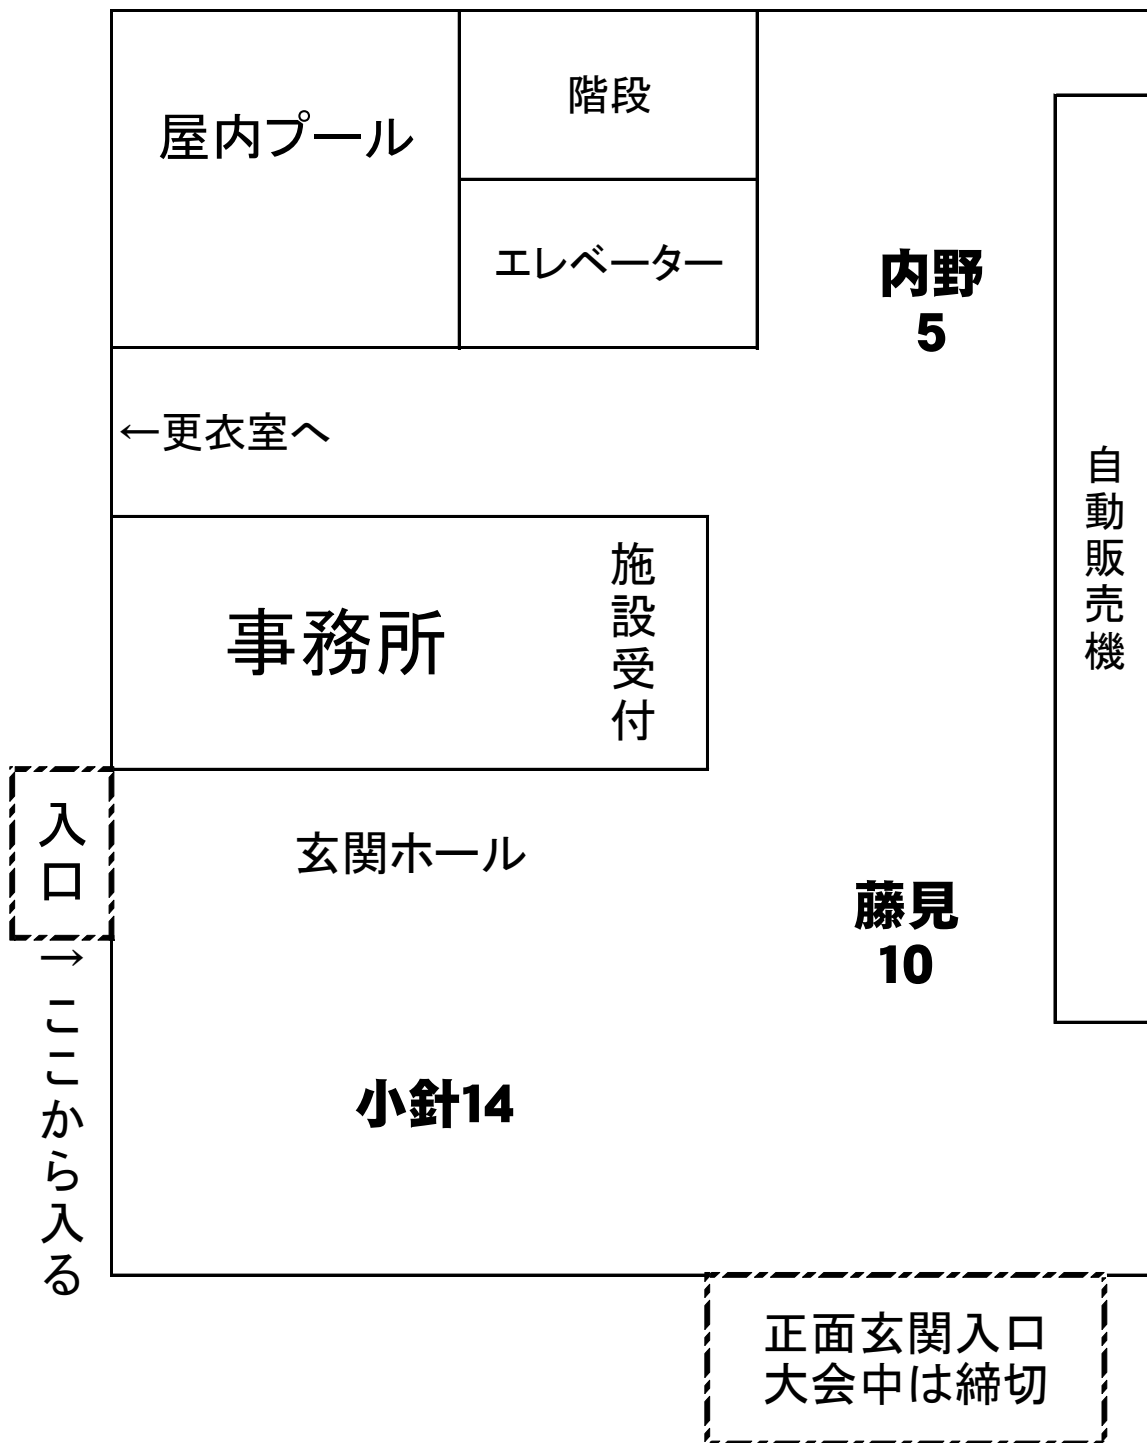 屋内プール
階段
エレベーター
内野
5
←更衣室へ
自動販売機
事務所
施設受付
入口
→ここから入る
玄関ホール
藤見
10
小針14
正面玄関入口
大会中は締切